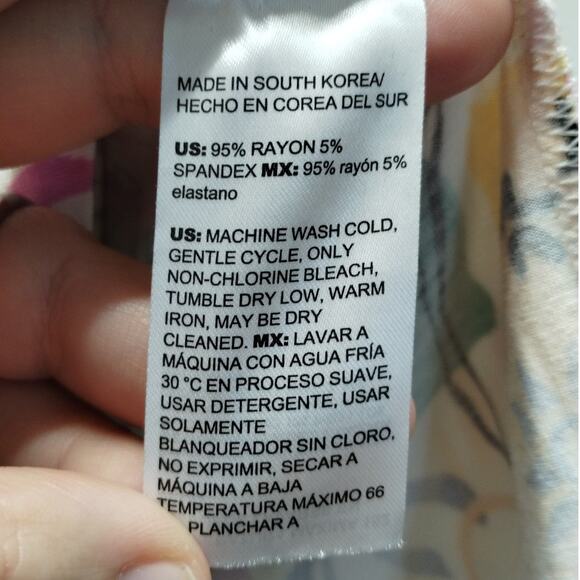 MADE IN SOUTH KOREA/
HECHO EN COREA DEL SUR
US: 95% RAYON 5%
SPANDEX MX: 95% rayón 5%
elastano
US: MACHINE WASH COLD,
GENTLE CYCLE, ONLY
NON-CHLORINE BLEACH,
TUMBLE DRY LOW, WARM
IRON, MAY BE DRY
CLEANED. MX: LAVAR A
MÁQUINA CON AGUA FRÍA
30 °C EN PROCESO SUAVE,
USAR DETERGENTE, USAR
SOLAMENTE
BLANQUEADOR SIN CLORO,
NO EXPRIMIR, SECAR A
MÁQUINA A BAJA
TEMPERATURA MÁXIMO 66
PLANCHAR A